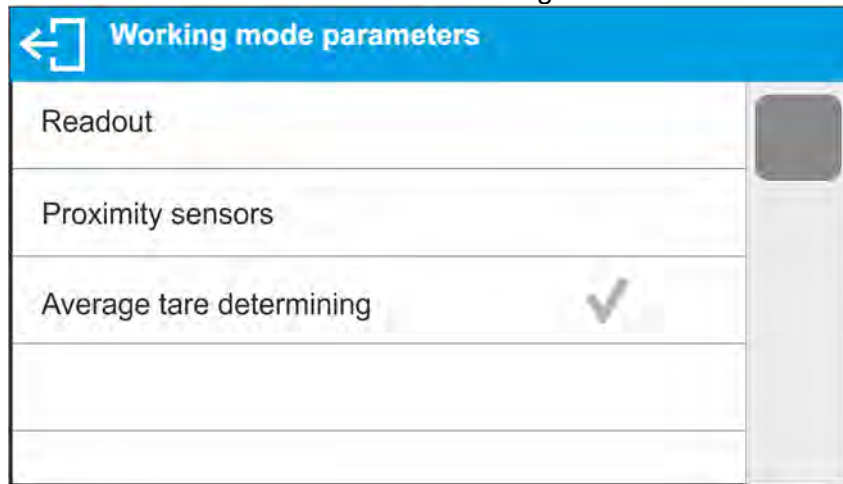 Working mode parameters
Readout
Proximity sensors
Average tare determining